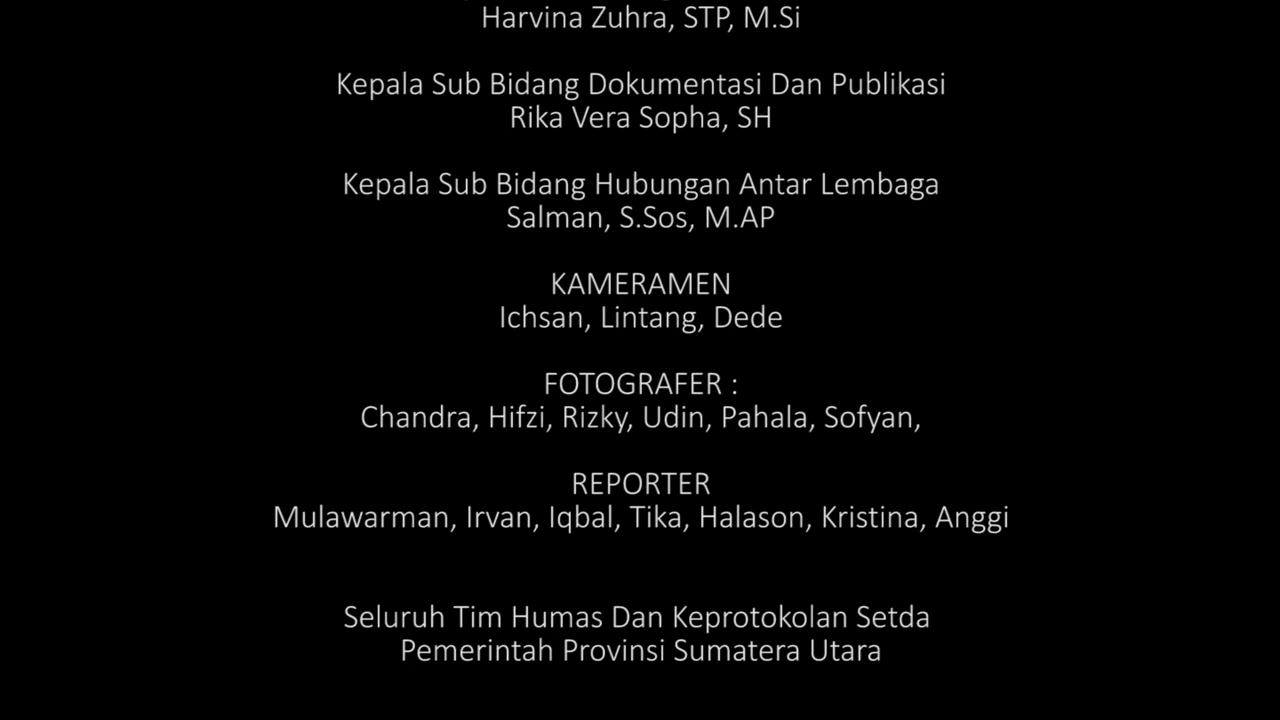 Harvina Zuhra, STP, M.Si
Kepala Sub Bidang Dokumentasi Dan Publikasi
Rika Vera Sopha, SH
Kepala Sub Bidang Hubungan Antar Lembaga
Salman, S.Sos, M.AP
KAMERAMEN
Ichsan, Lintang, Dede
FOTOGRAFER :
Chandra, Hifzi, Rizky, Udin, Pahala, Sofyan,
REPORTER
Mulawarman, Irvan, Iqbal, Tika, Halason, Kristina, Anggi
Seluruh Tim Humas Dan Keprotokolan Setda
Pemerintah Provinsi Sumatera Utara